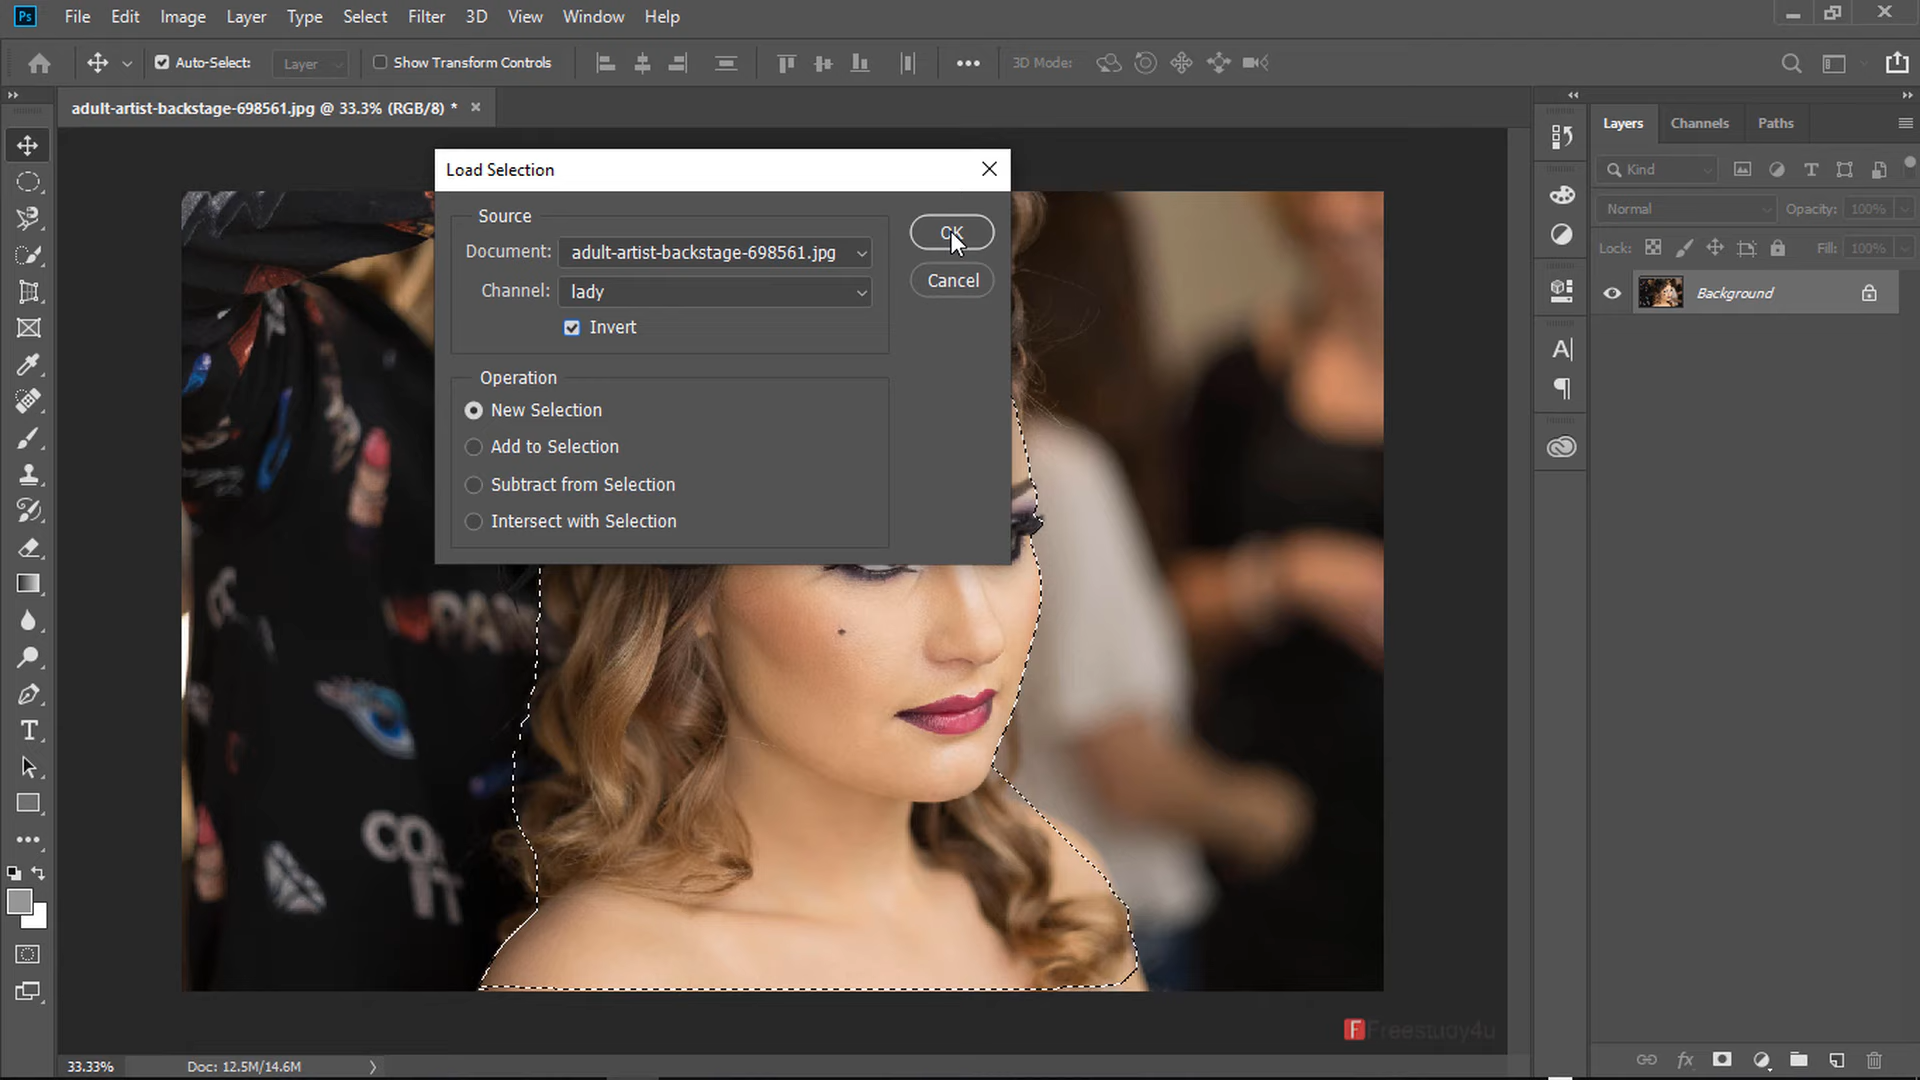 Ps File Edit Image Layer Type Select Filter 3D View Window Help
Auto-Select: Layer Show Transform Controls 3D Mode:
adult-artist-backstage-698561.jpg @ 33.3% (RGB/8) *
Layers Channels Paths
Load Selection
Kind
Source
Normal Opacity: 100%
OK
Document: adult-artist-backstage-698561.jpg
Lock: Fill: 100%
Cancel
Channel: lady
Background
Invert
Operation
New Selection
Add to Selection
Subtract from Selection
Intersect with Selection
F Freestudy4u
33.33% Doc: 12.5M/14.6M